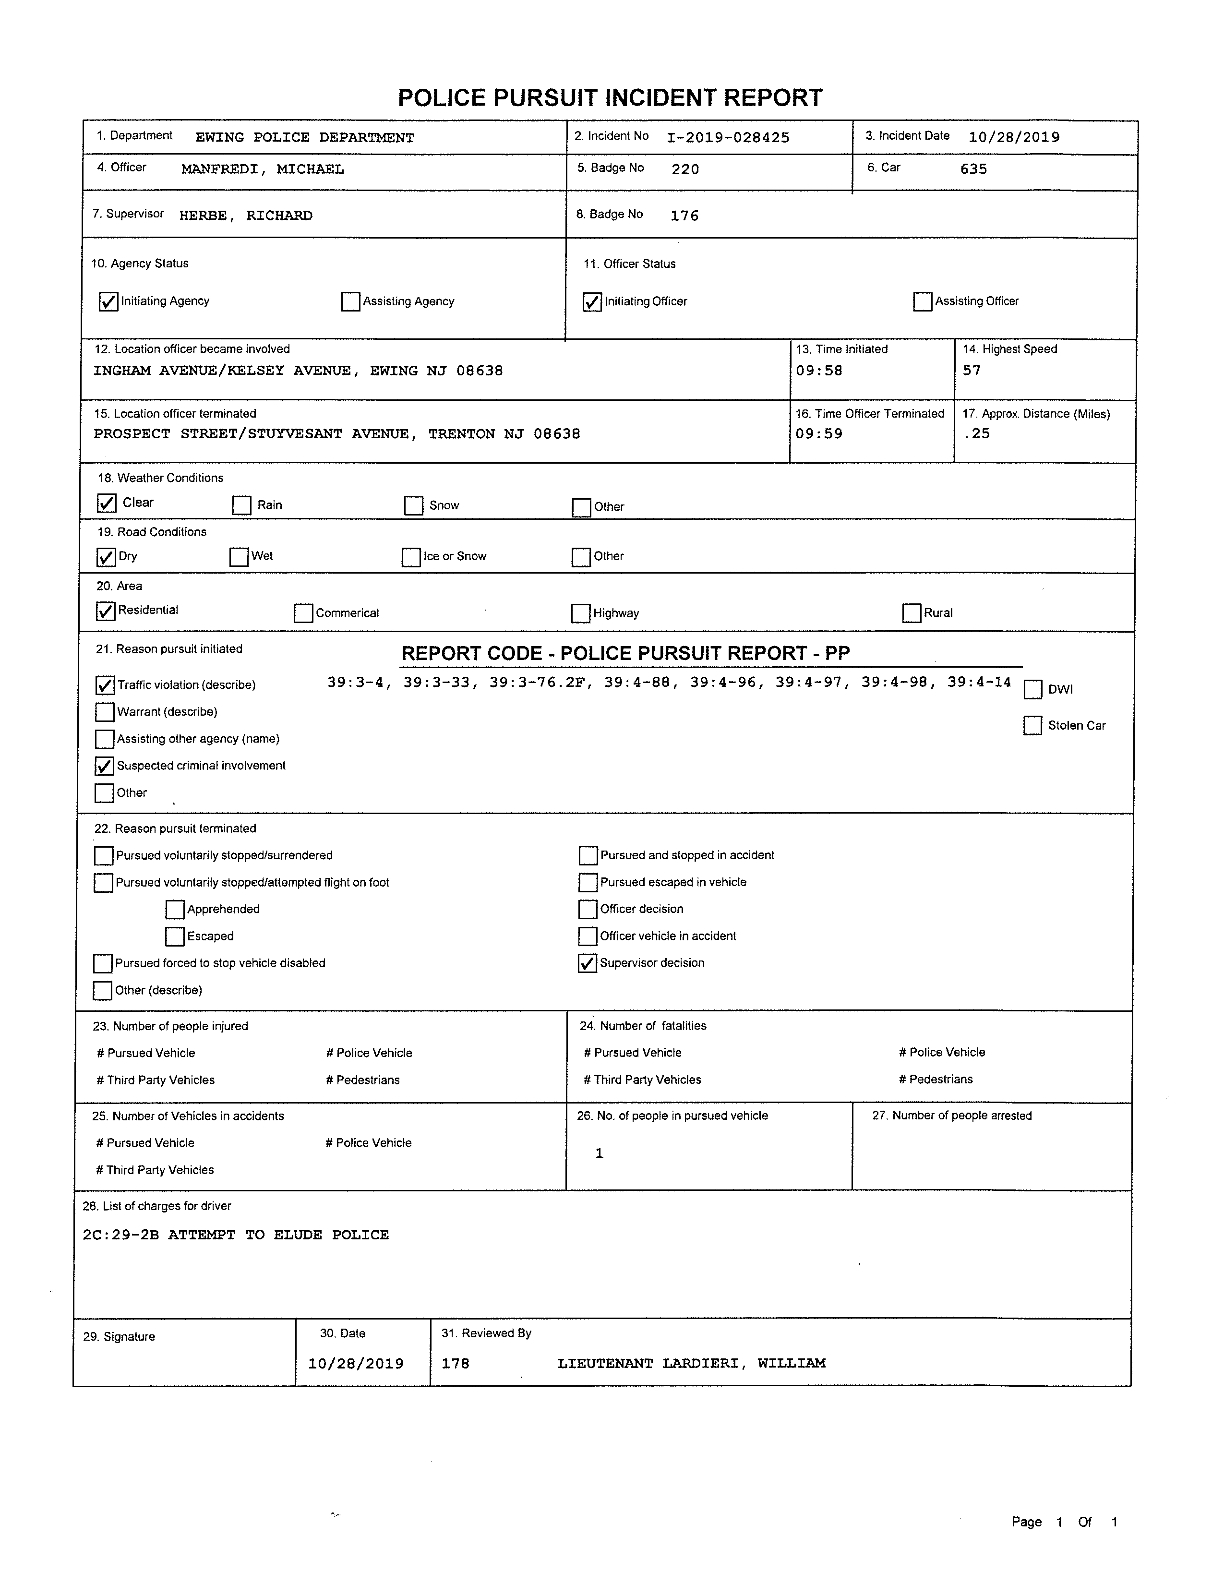 POLICE PURSUIT INCIDENT REPORT
1. Department EWING POLICE DEPARTMENT 2. Incident No I-2019-028425 3. Incident Date 10/28/2019
4. Officer MANFREDI, MICHAEL 5. Badge No 220 6. Car 635
7. Supervisor HERBE, RICHARD 8. Badge No 176
10. Agency Status 11. Officer Status
Initiating Agency Assisting Agency Initiating Officer Assisting Officer
12. Location officer became involved 13. Time Initiated 14. Highest Speed
INGHAM AVENUE/KELSEY AVENUE, EWING NJ 08638 09:58 57
15. Location officer terminated 16. Time Officer Terminated 17. Approx. Distance (Miles)
PROSPECT STREET/STUYVESANT AVENUE, TRENTON NJ 08638 09:59 .25
18. Weather Conditions
Clear Rain Snow Other
19. Road Conditions
Dry Wet Ice or Snow Other
20. Area
Residential Commerical Highway Rural
21. Reason pursuit initiated REPORT CODE - POLICE PURSUIT REPORT - PP
Traffic violation (describe) 39:3-4, 39:3-33, 39:3-76.2F, 39:4-88, 39:4-96, 39:4-97, 39:4-98, 39:4-14 DWI
Warrant (describe)
Stolen Car
Assisting other agency (name)
Suspected criminal involvement
Other
22. Reason pursuit terminated
Pursued voluntarily stopped/surrendered Pursued and stopped in accident
Pursued voluntarily stopped/attempted flight on foot Pursued escaped in vehicle
Apprehended Officer decision
Escaped Officer vehicle in accident
Pursued forced to stop vehicle disabled Supervisor decision
Other (describe)
23. Number of people injured 24. Number of fatalities
# Pursued Vehicle # Police Vehicle # Pursued Vehicle # Police Vehicle
# Third Party Vehicles # Pedestrians # Third Party Vehicles # Pedestrians
25. Number of Vehicles in accidents 26. No. of people in pursued vehicle 27. Number of people arrested
# Pursued Vehicle # Police Vehicle
1
# Third Party Vehicles
28. List of charges for driver
2C:29-2B ATTEMPT TO ELUDE POLICE
29. Signature 30. Date 31. Reviewed By
10/28/2019 178 LIEUTENANT LARDIERI, WILLIAM
Page 1 Of 1